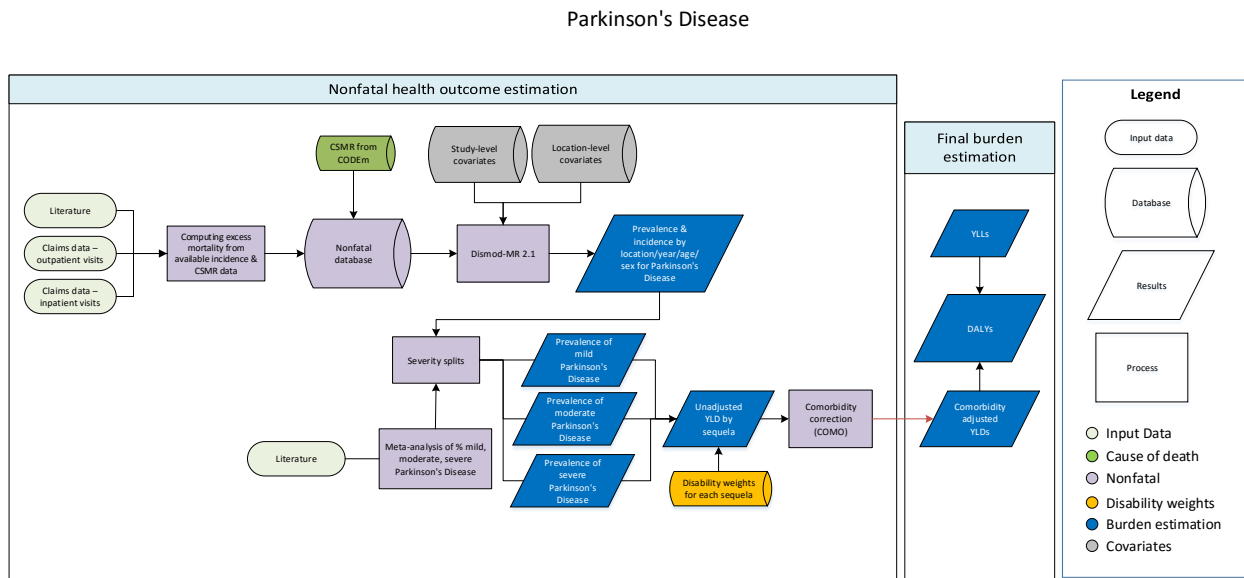 Parkinson's Disease
Nonfatal health outcome estimation
CSMR from
CODEm
Study-level
covariates
Location-level
covariates
Literature
Claims data –
outpatient visits
Claims data –
inpatient visits
Computing excess
mortality from
available incidence &
CSMR data
Nonfatal
database
Dismod-MR 2.1
Prevalence &
incidence by
location/year/age/
sex for Parkinson's
Disease
Severity splits
Prevalence of
mild
Parkinson's
Disease
Prevalence of
moderate
Parkinson's
Disease
Prevalence of
severe
Parkinson's
Disease
Literature
Meta-analysis of % mild,
moderate, severe
Parkinson's Disease
Unadjusted
YLD by
sequela
Disability weights
for each sequela
Comorbidity
correction
(COMO)
Final burden
estimation
YLLs
DALYs
Comorbidity
adjusted
YLDs
Legend
Input data
Database
Results
Process
Input Data
Cause of death
Nonfatal
Disability weights
Burden estimation
Covariates